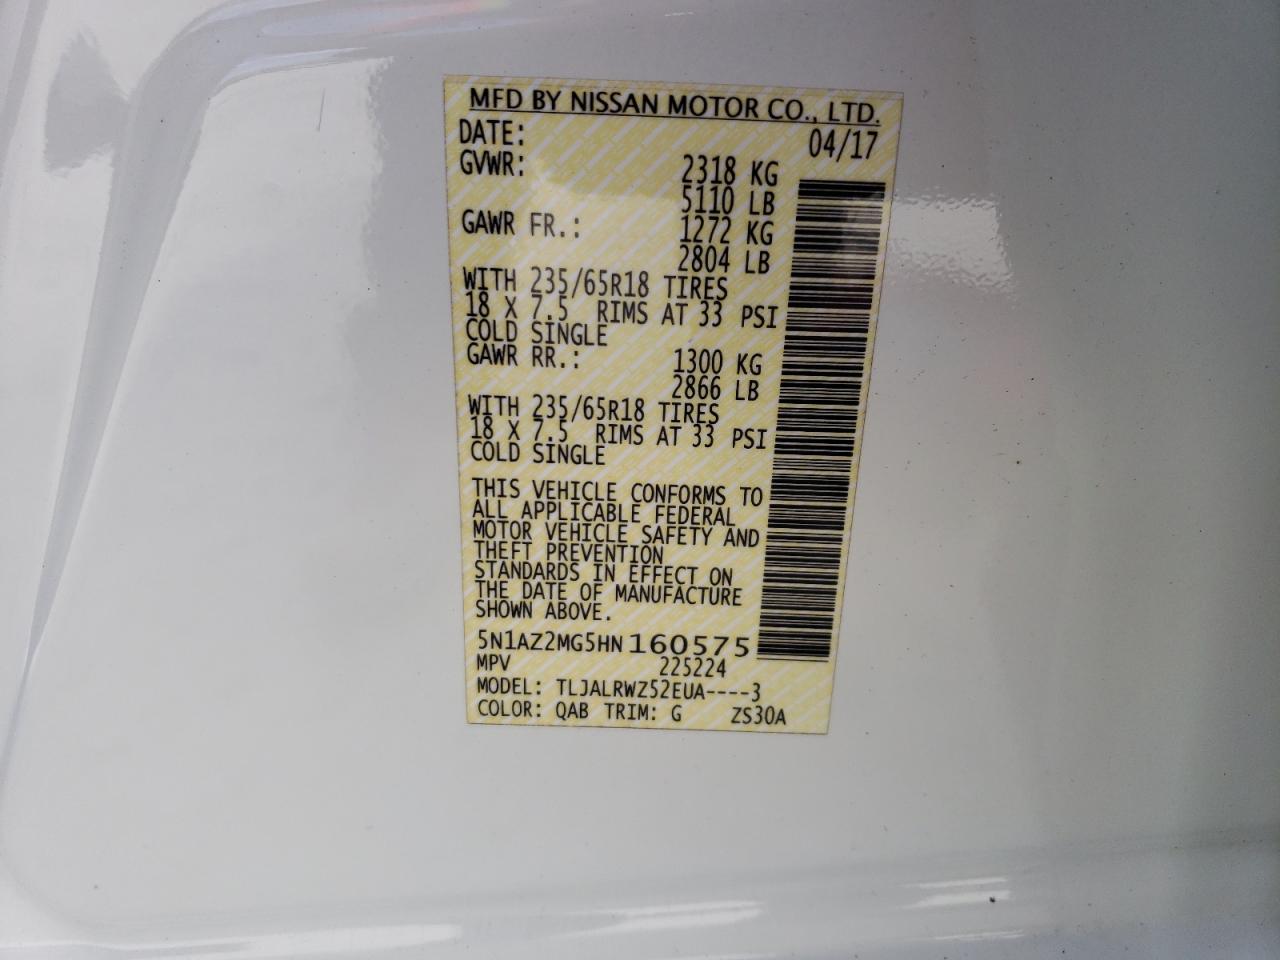 MFD BY NISSAN MOTOR CO., LTD.
DATE: 04/17
GVWR: 2318 KG
5110 LB
GAWR FR.: 1272 KG
2804 LB
WITH 235/65R18 TIRES
18 X 7.5 RIMS AT 33 PSI
COLD SINGLE
GAWR RR.: 1300 KG
2866 LB
WITH 235/65R18 TIRES
18 X 7.5 RIMS AT 33 PSI
COLD SINGLE
THIS VEHICLE CONFORMS TO
ALL APPLICABLE FEDERAL
MOTOR VEHICLE SAFETY AND
THEFT PREVENTION
STANDARDS IN EFFECT ON
THE DATE OF MANUFACTURE
SHOWN ABOVE.
5N1AZ2MG5HN160575
MPV 225224
MODEL: TLJALRWZ52EUA----3
COLOR: QAB TRIM: G ZS30A